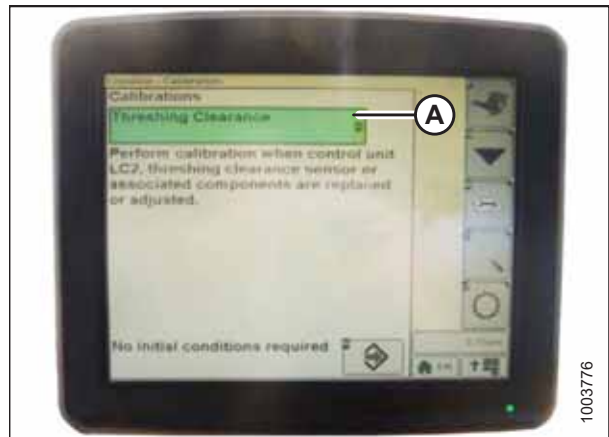 Calibrations
Threshing Clearance
A
Perform calibration when control unit
LC2, threshing clearance sensor or
associated components are replaced
or adjusted.
No initial conditions required
1003776